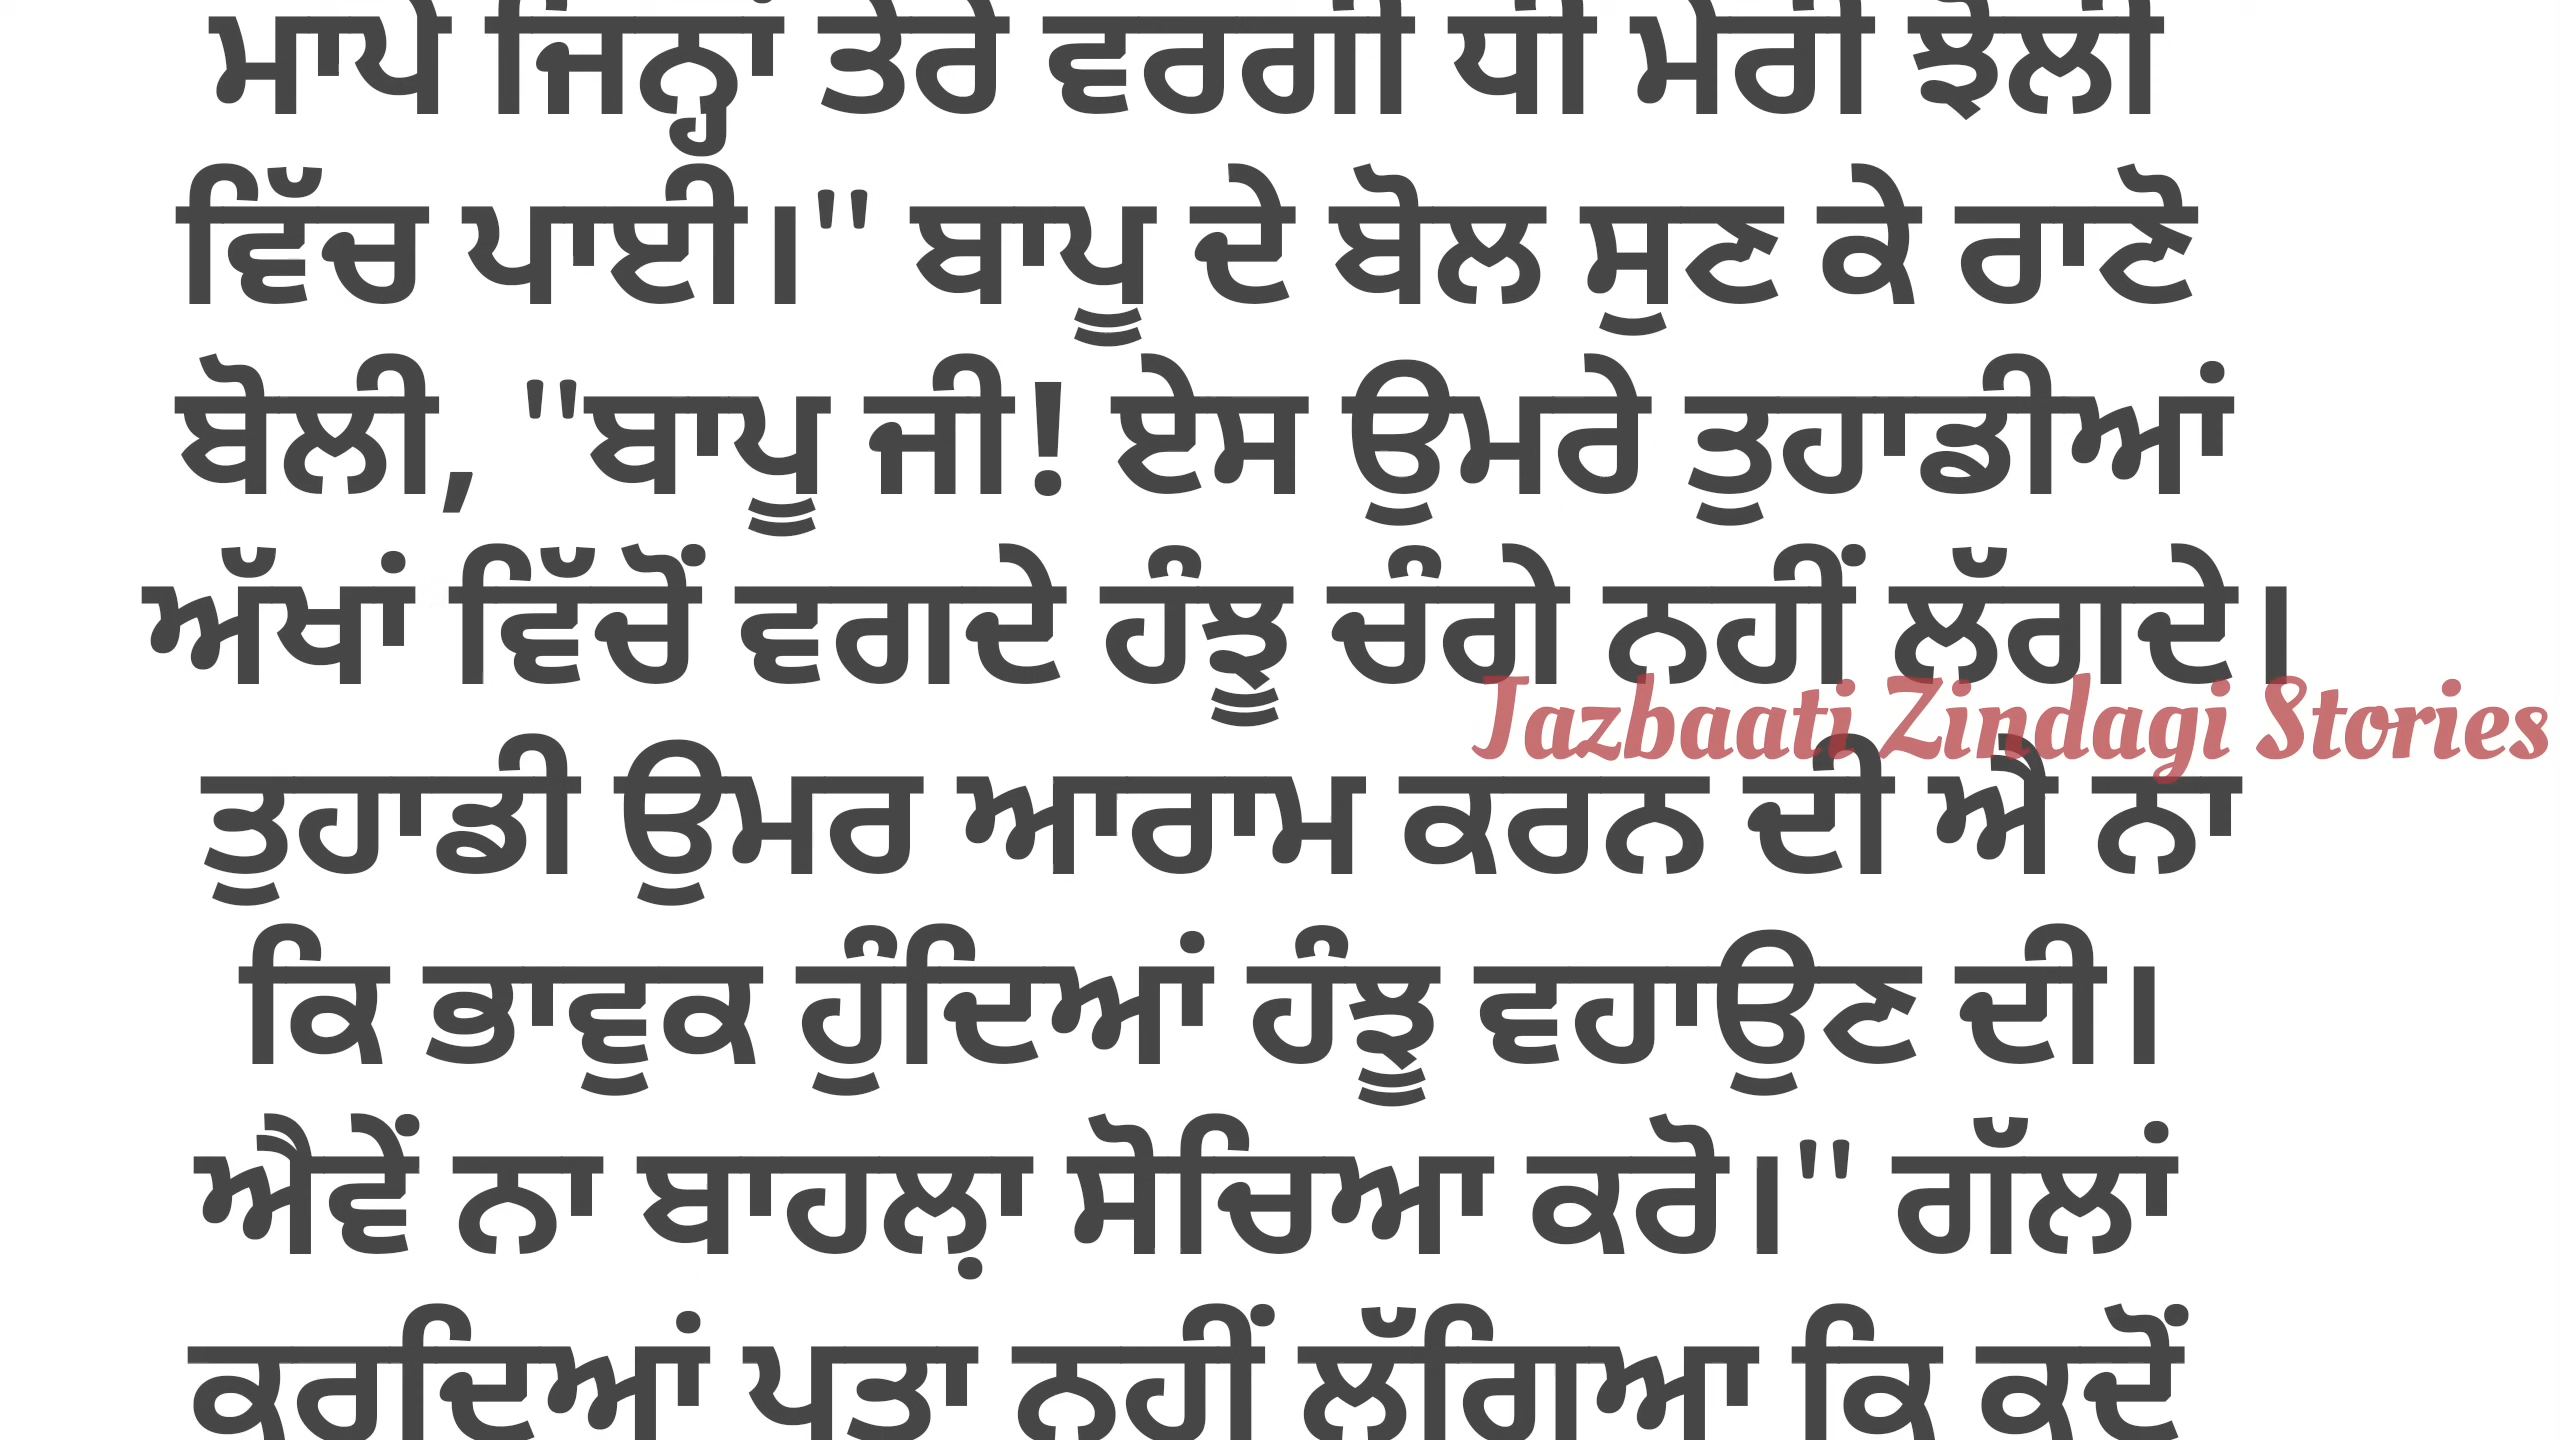 ਮਾਪੇ ਜਿਨ੍ਹਾਂ ਤੇਰੇ ਵਰਗੀ ਧੀ ਮੇਰੀ ਝੋਲੀ
ਵਿੱਚ ਪਾਈ।" ਬਾਪੂ ਦੇ ਬੋਲ ਸੁਣ ਕੇ ਰਾਣੋ
ਬੋਲੀ, "ਬਾਪੂ ਜੀ! ਏਸ ਉਮਰੇ ਤੁਹਾਡੀਆਂ
ਅੱਖਾਂ ਵਿੱਚੋਂ ਵਗਦੇ ਹੰਝੂ ਚੰਗੇ ਨਹੀਂ ਲੱਗਦੇ।
Jazbaati Zindagi Stories
ਤੁਹਾਡੀ ਉਮਰ ਆਰਾਮ ਕਰਨ ਦੀ ਐ ਨਾ
ਕਿ ਭਾਵੁਕ ਹੁੰਦਿਆਂ ਹੰਝੂ ਵਹਾਉਣ ਦੀ।
ਐਵੇਂ ਨਾ ਬਾਹਲਾ਼ ਸੋਚਿਆ ਕਰੋ।" ਗੱਲਾਂ
ਕਰਦਿਆਂ ਪਤਾ ਨਹੀਂ ਲੱਗਿਆ ਕਿ ਕਦੋਂ